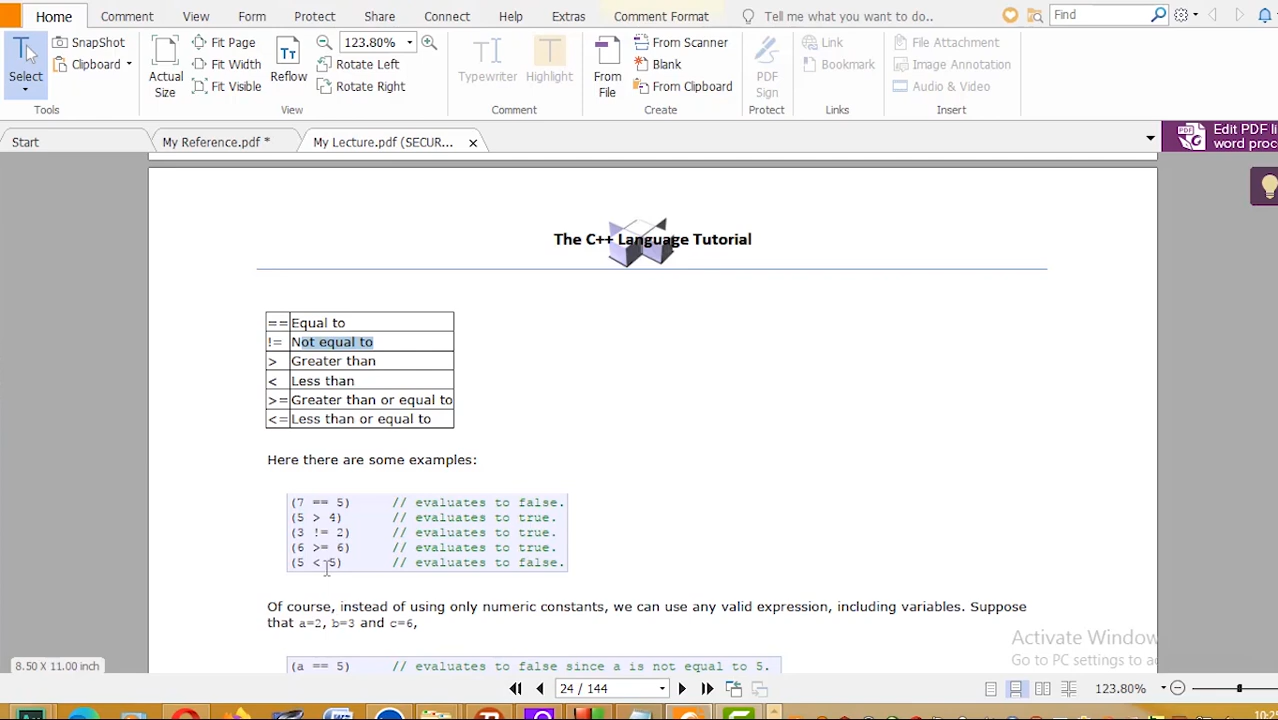 Home Comment View Form Protect Share Connect Help Extras Comment Format Tell me what you want to do.. Find
Select
SnapShot
Clipboard
Actual Size
Fit Page
Fit Width
Fit Visible
Reflow
123.80%
Rotate Left
Rotate Right
Typewriter
Highlight
From File
From Scanner
Blank
From Clipboard
PDF Sign
Link
Bookmark
File Attachment
Image Annotation
Audio & Video
Tools View Comment Create Protect Links Insert
Start My Reference.pdf * My Lecture.pdf (SECUR...
Edit PDF li
word proc
The C++ Language Tutorial
== Equal to
!= Not equal to
> Greater than
< Less than
>= Greater than or equal to
<= Less than or equal to
Here there are some examples:
(7 == 5) // evaluates to false.
(5 > 4) // evaluates to true.
(3 != 2) // evaluates to true.
(6 >= 6) // evaluates to true.
(5 < 5) // evaluates to false.
Of course, instead of using only numeric constants, we can use any valid expression, including variables. Suppose
that a=2, b=3 and c=6,
(a == 5) // evaluates to false since a is not equal to 5.
Activate Window
Go to PC settings to ac
8.50 X 11.00 inch
24 / 144
123.80%